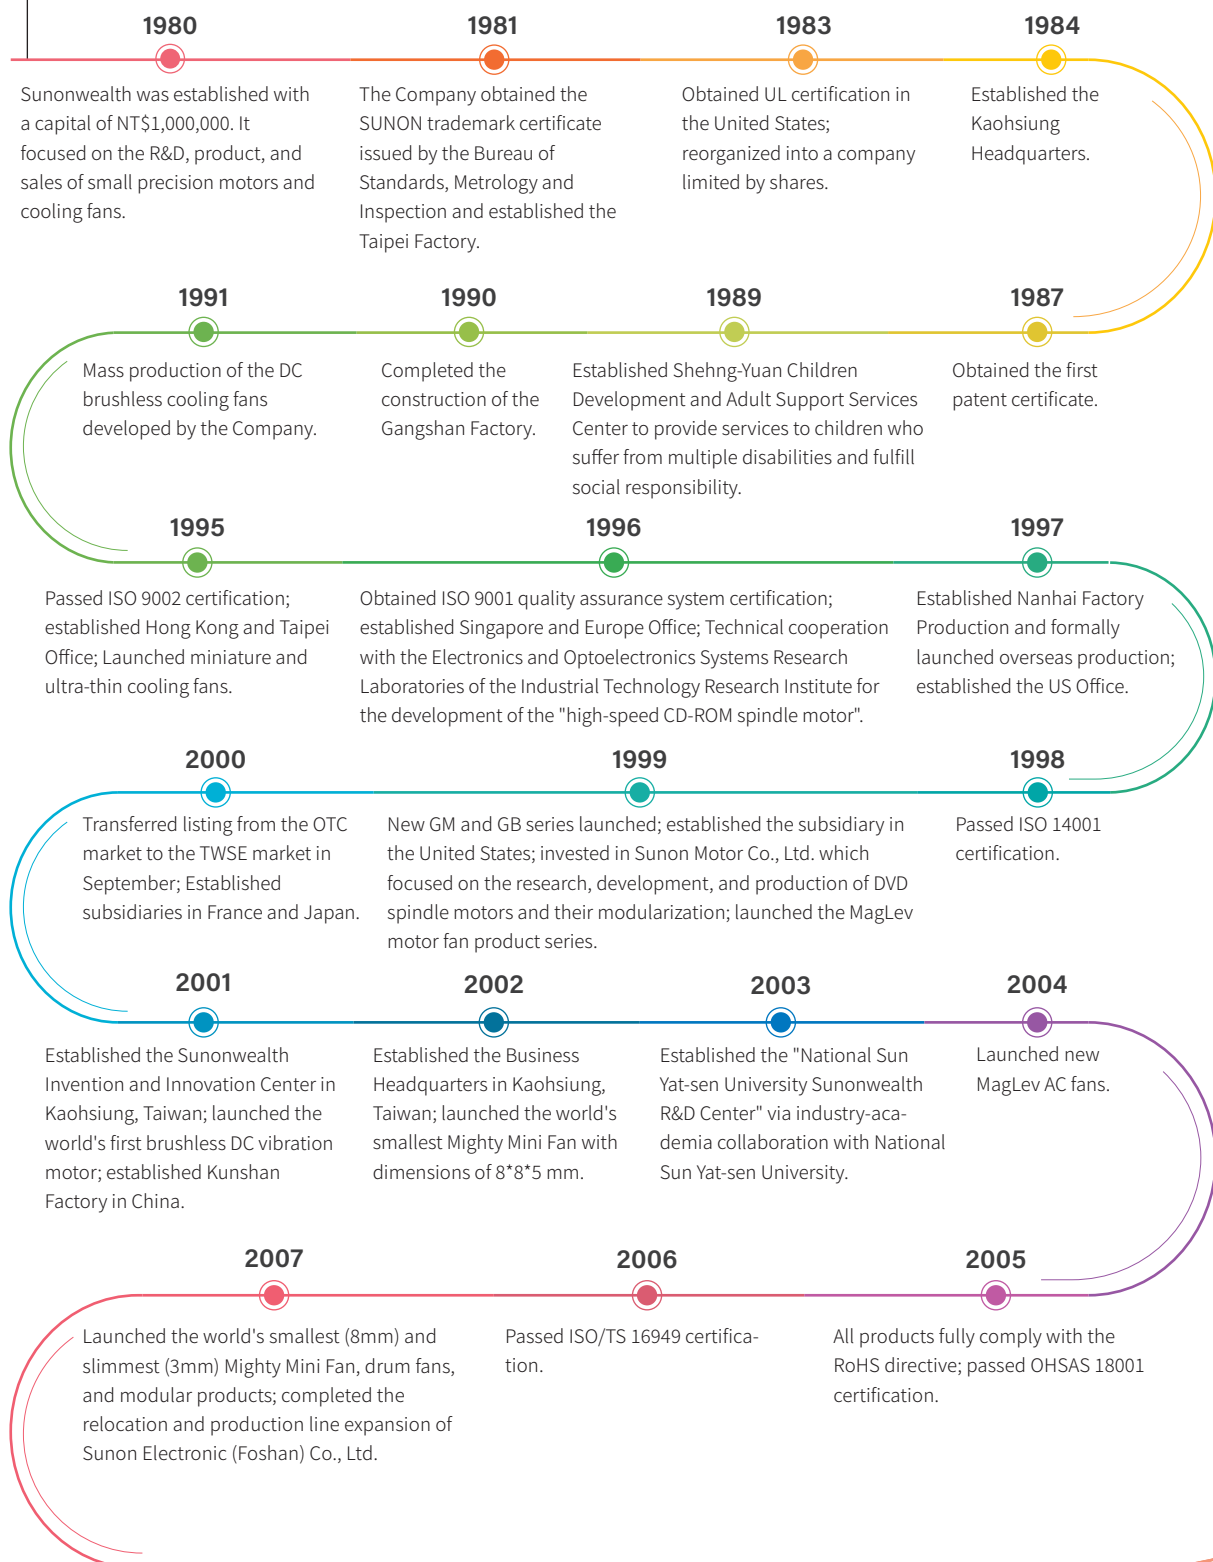 1980
Sunonwealth was established with
a capital of NT$1,000,000. It
focused on the R&D, product, and
sales of small precision motors and
cooling fans.
1981
The Company obtained the
SUNON trademark certificate
issued by the Bureau of
Standards, Metrology and
Inspection and established the
Taipei Factory.
1983
Obtained UL certification in
the United States;
reorganized into a company
limited by shares.
1984
Established the
Kaohsiung
Headquarters.
1987
Obtained the first
patent certificate.
1989
Established Shehng-Yuan Children
Development and Adult Support Services
Center to provide services to children who
suffer from multiple disabilities and fulfill
social responsibility.
1990
Completed the
construction of the
Gangshan Factory.
1991
Mass production of the DC
brushless cooling fans
developed by the Company.
1995
Passed ISO 9002 certification;
established Hong Kong and Taipei
Office; Launched miniature and
ultra-thin cooling fans.
1996
Obtained ISO 9001 quality assurance system certification;
established Singapore and Europe Office; Technical cooperation
with the Electronics and Optoelectronics Systems Research
Laboratories of the Industrial Technology Research Institute for
the development of the "high-speed CD-ROM spindle motor".
1997
Established Nanhai Factory
Production and formally
launched overseas production;
established the US Office.
1998
Passed ISO 14001
certification.
1999
New GM and GB series launched; established the subsidiary in
the United States; invested in Sunon Motor Co., Ltd. which
focused on the research, development, and production of DVD
spindle motors and their modularization; launched the MagLev
motor fan product series.
2000
Transferred listing from the OTC
market to the TWSE market in
September; Established
subsidiaries in France and Japan.
2001
Established the Sunonwealth
Invention and Innovation Center in
Kaohsiung, Taiwan; launched the
world's first brushless DC vibration
motor; established Kunshan
Factory in China.
2002
Established the Business
Headquarters in Kaohsiung,
Taiwan; launched the world's
smallest Mighty Mini Fan with
dimensions of 8*8*5 mm.
2003
Established the "National Sun
Yat-sen University Sunonwealth
R&D Center" via industry-aca-
demia collaboration with National
Sun Yat-sen University.
2004
Launched new
MagLev AC fans.
2005
All products fully comply with the
RoHS directive; passed OHSAS 18001
certification.
2006
Passed ISO/TS 16949 certifica-
tion.
2007
Launched the world's smallest (8mm) and
slimmest (3mm) Mighty Mini Fan, drum fans,
and modular products; completed the
relocation and production line expansion of
Sunon Electronic (Foshan) Co., Ltd.